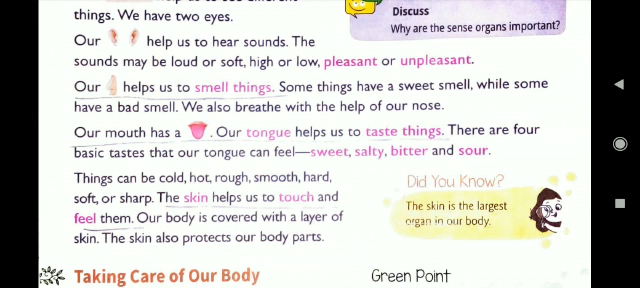 things. We have two eyes.
Discuss
Why are the sense organs important?
Our help us to hear sounds. The
sounds may be loud or soft, high or low, pleasant or unpleasant.
Our helps us to smell things. Some things have a sweet smell, while some
have a bad smell. We also breathe with the help of our nose.
Our mouth has a . Our tongue helps us to taste things. There are four
basic tastes that our tongue can feel—sweet, salty, bitter and sour.
Things can be cold, hot, rough, smooth, hard,
soft, or sharp. The skin helps us to touch and
feel them. Our body is covered with a layer of
skin. The skin also protects our body parts.
Did You Know?
The skin is the largest
organ in our body.
Taking Care of Our Body
Green Point